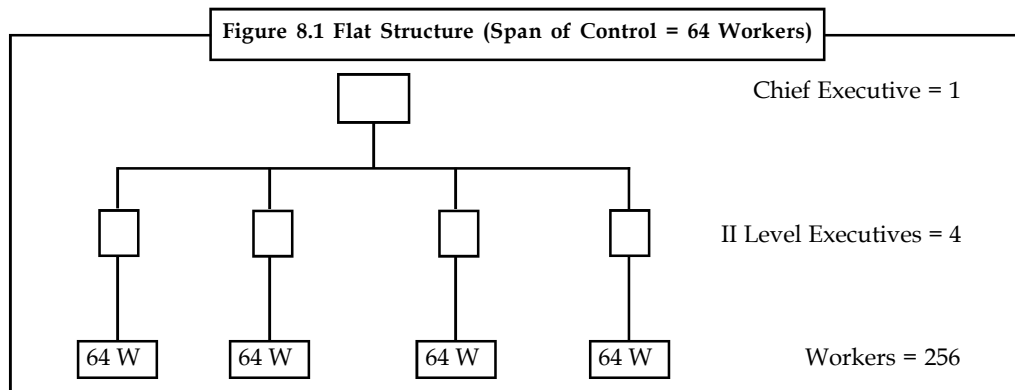 Figure 8.1 Flat Structure (Span of Control = 64 Workers)
Chief Executive = 1
II Level Executives = 4
64 W 64 W 64 W 64 W Workers = 256